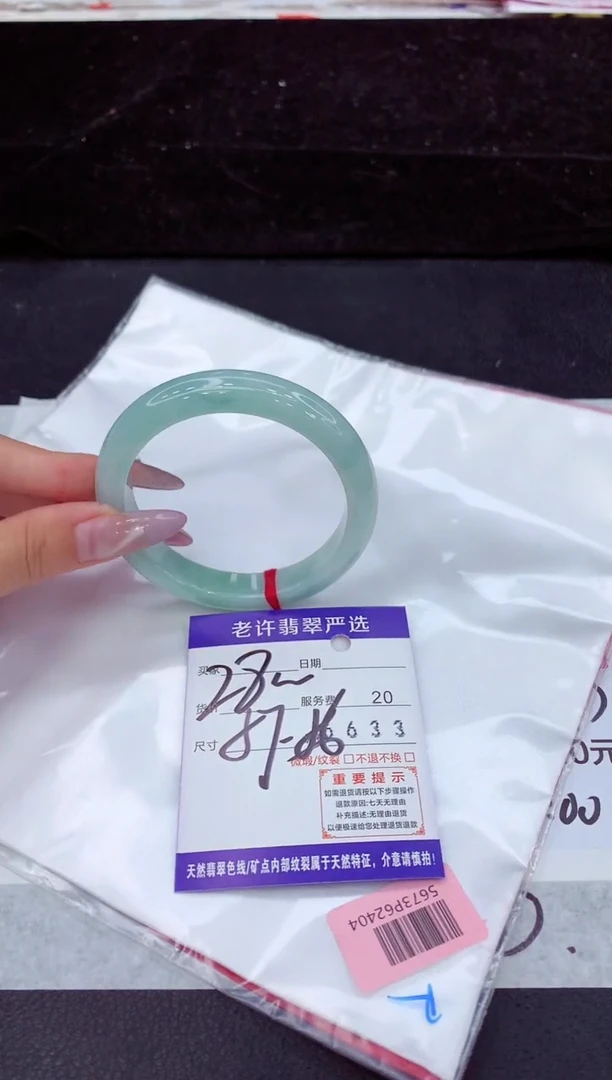 老许翡翠严选
买家 日期
28w
货 服务费 20
6633
尺寸
微瑕/纹裂 □ 不退不换 □
重要提示
如需退货请按以下步骤操作
退款原因:七天无理由
补充描述:无理由退货
以便极速给您处理退货退款
天然翡翠色线/矿点内部纹裂属于天然特征，介意请慎拍！
5673P62404
元
00